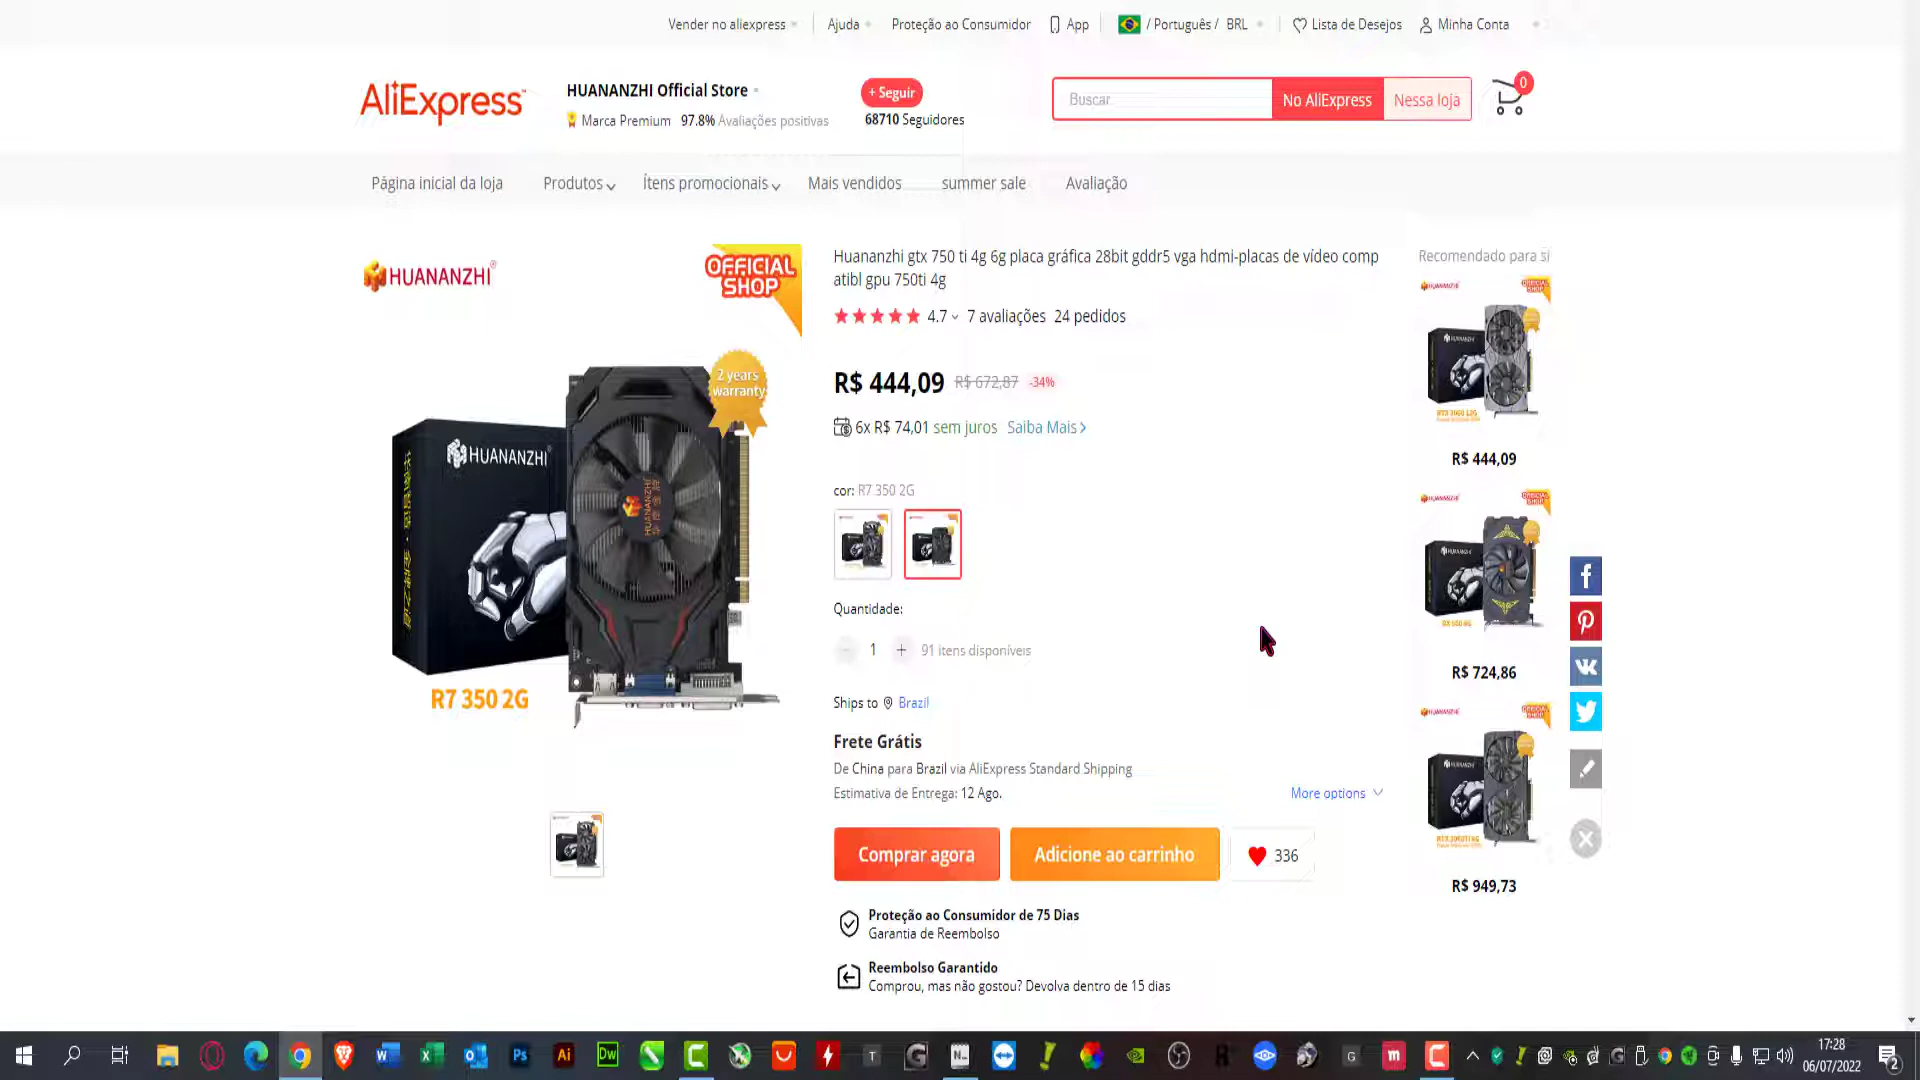 Vender no aliexpress
Ajuda
Proteção ao Consumidor
App
/ Português / BRL
Lista de Desejos
Minha Conta
AliExpress
HUANANZHI Official Store
+ Seguir
Marca Premium 97.8% Avaliações positivas
68710 Seguidores
Buscar
No AliExpress
Nessa loja
0
Página inicial da loja
Produtos
Ítens promocionais
Mais vendidos
summer sale
Avaliação
HUANANZHI
OFFICIAL
SHOP
2 years
warranty
HUANANZHI
HUANANZHI
R7 350 2G
Huananzhi gtx 750 ti 4g 6g placa gráfica 28bit gddr5 vga hdmi-placas de vídeo comp
atibl gpu 750ti 4g
4.7 7 avaliações 24 pedidos
R$ 444,09 R$ 672,87 -34%
6x R$ 74,01 sem juros Saiba Mais
cor: R7 350 2G
Quantidade:
− 1 + 91 itens disponíveis
Ships to Brazil
Frete Grátis
De China para Brazil via AliExpress Standard Shipping
Estimativa de Entrega: 12 Ago.
More options
Comprar agora
Adicione ao carrinho
336
Proteção ao Consumidor de 75 Dias
Garantia de Reembolso
Reembolso Garantido
Comprou, mas não gostou? Devolva dentro de 15 dias
Recomendado para si
R$ 444,09
R$ 724,86
R$ 949,73
17:28
06/07/2022
2